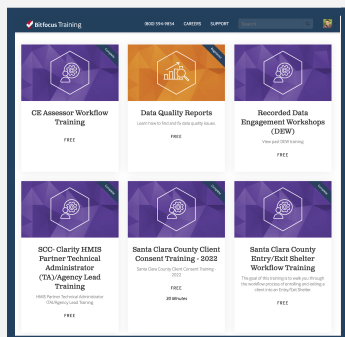 Bitfocus Training
(800) 594-9854 CAREERS SUPPORT Search
CE Assessor Workflow
Training
FREE
Data Quality Reports
Learn how to find and fix data quality issues.
FREE
Recorded Data
Engagement Workshops
(DEW)
View past DEW training
FREE
SCC- Clarity HMIS
Partner Technical
Administrator
(TA)/Agency Lead
Training
HMIS Partner Technical Administrator
(TA)/Agency Lead Training
FREE
Santa Clara County Client
Consent Training - 2022
Santa Clara County Client Consent Training -
2022
FREE
20 Minutes
Santa Clara County
Entry/Exit Shelter
Workflow Training
The goal of this training is to walk you through
the workflow process of enrolling and exiting a
client into an Entry/Exit Shelter.
FREE